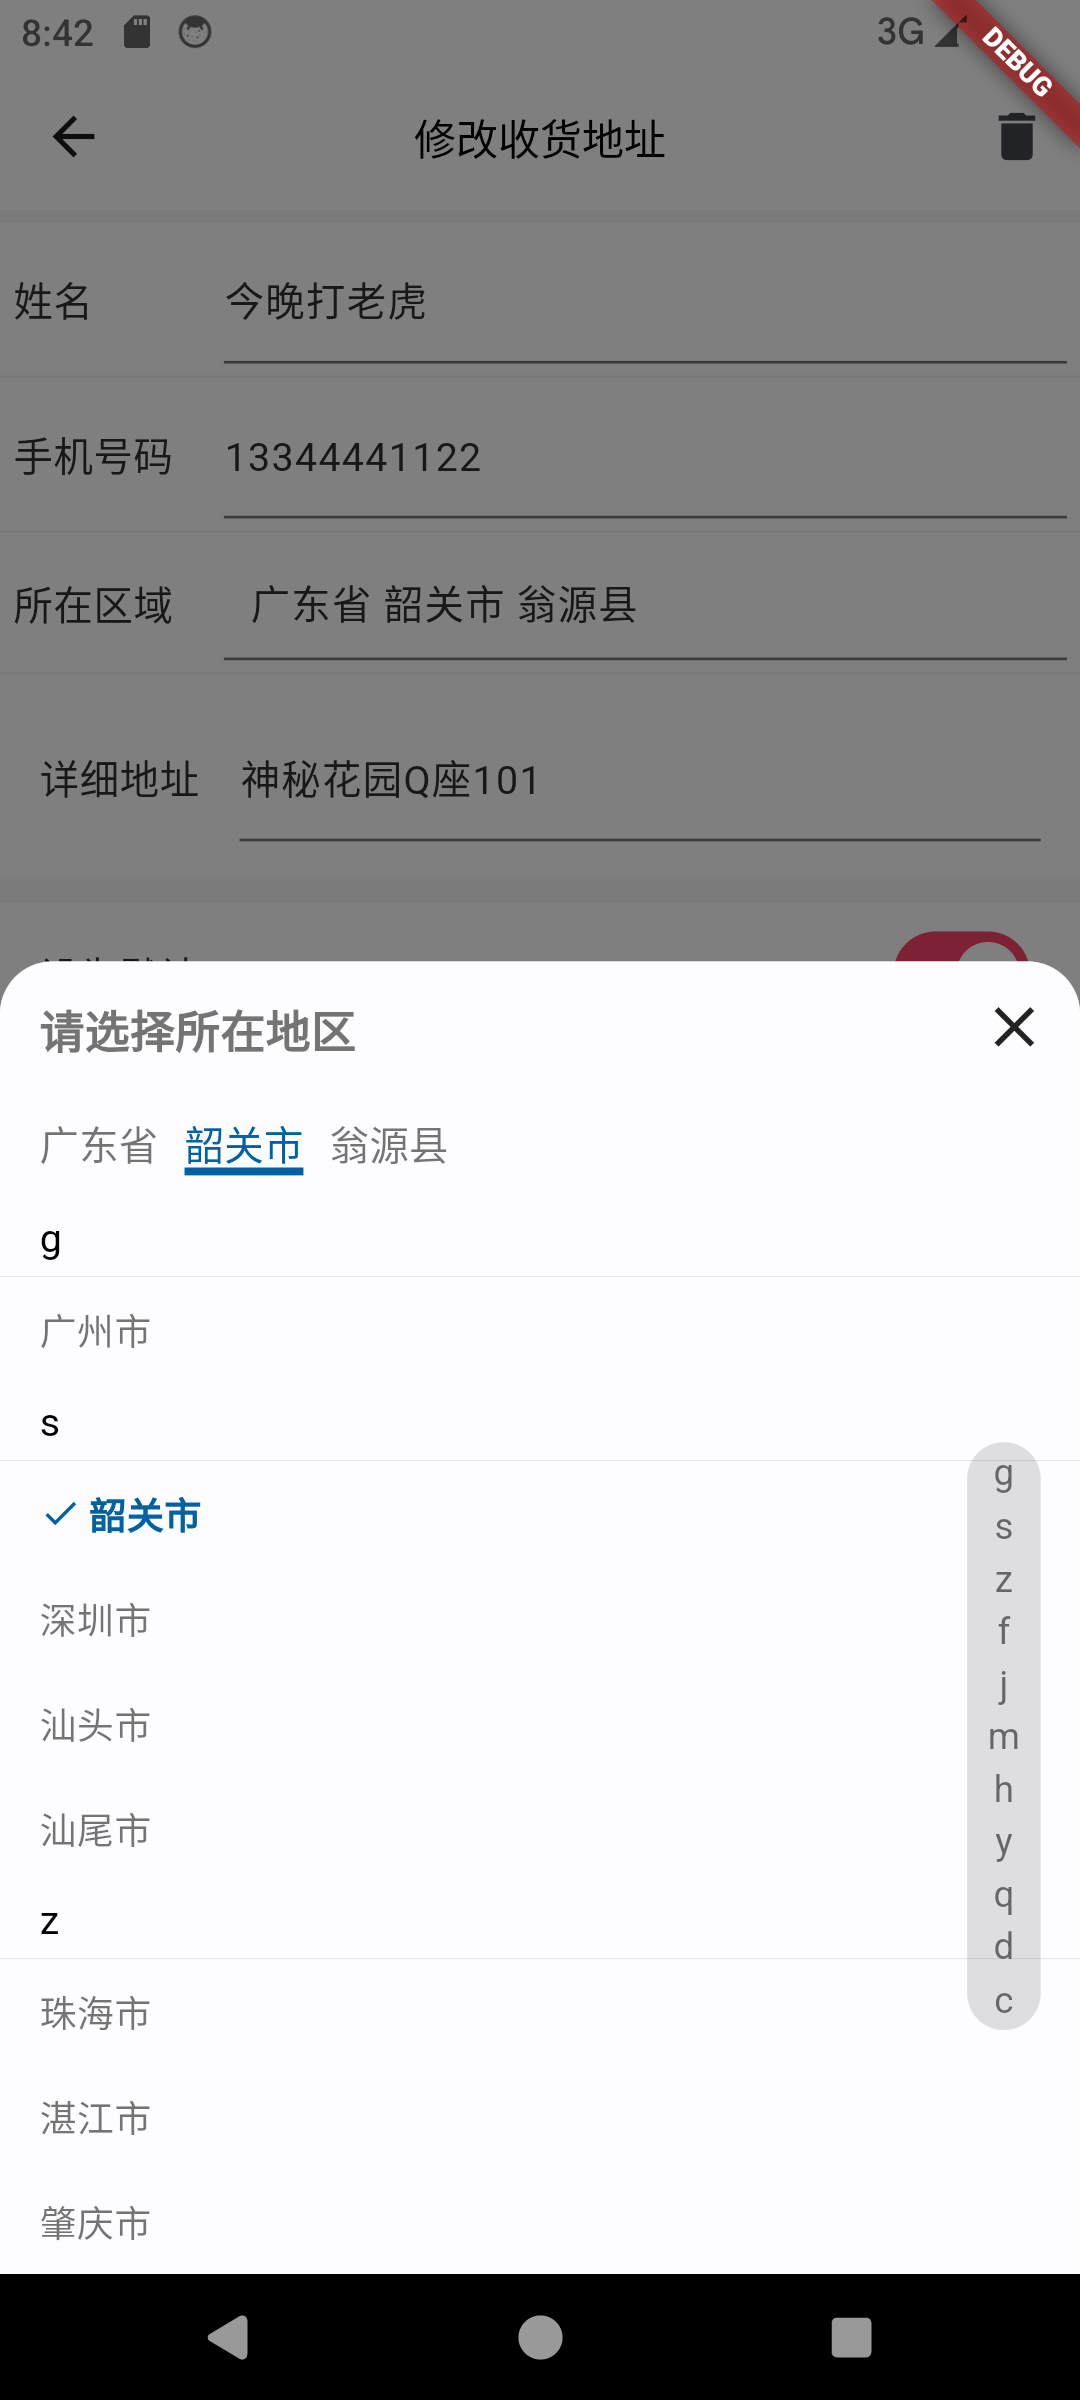 8:42 3G
DEBUG
修改收货地址
姓名 今晚打老虎
手机号码 13344441122
所在区域 广东省 韶关市 翁源县
详细地址 神秘花园Q座101
请选择所在地区
广东省 韶关市 翁源县
g
广州市
s
韶关市
深圳市
汕头市
汕尾市
z
珠海市
湛江市
肇庆市
g
s
z
f
j
m
h
y
q
d
c